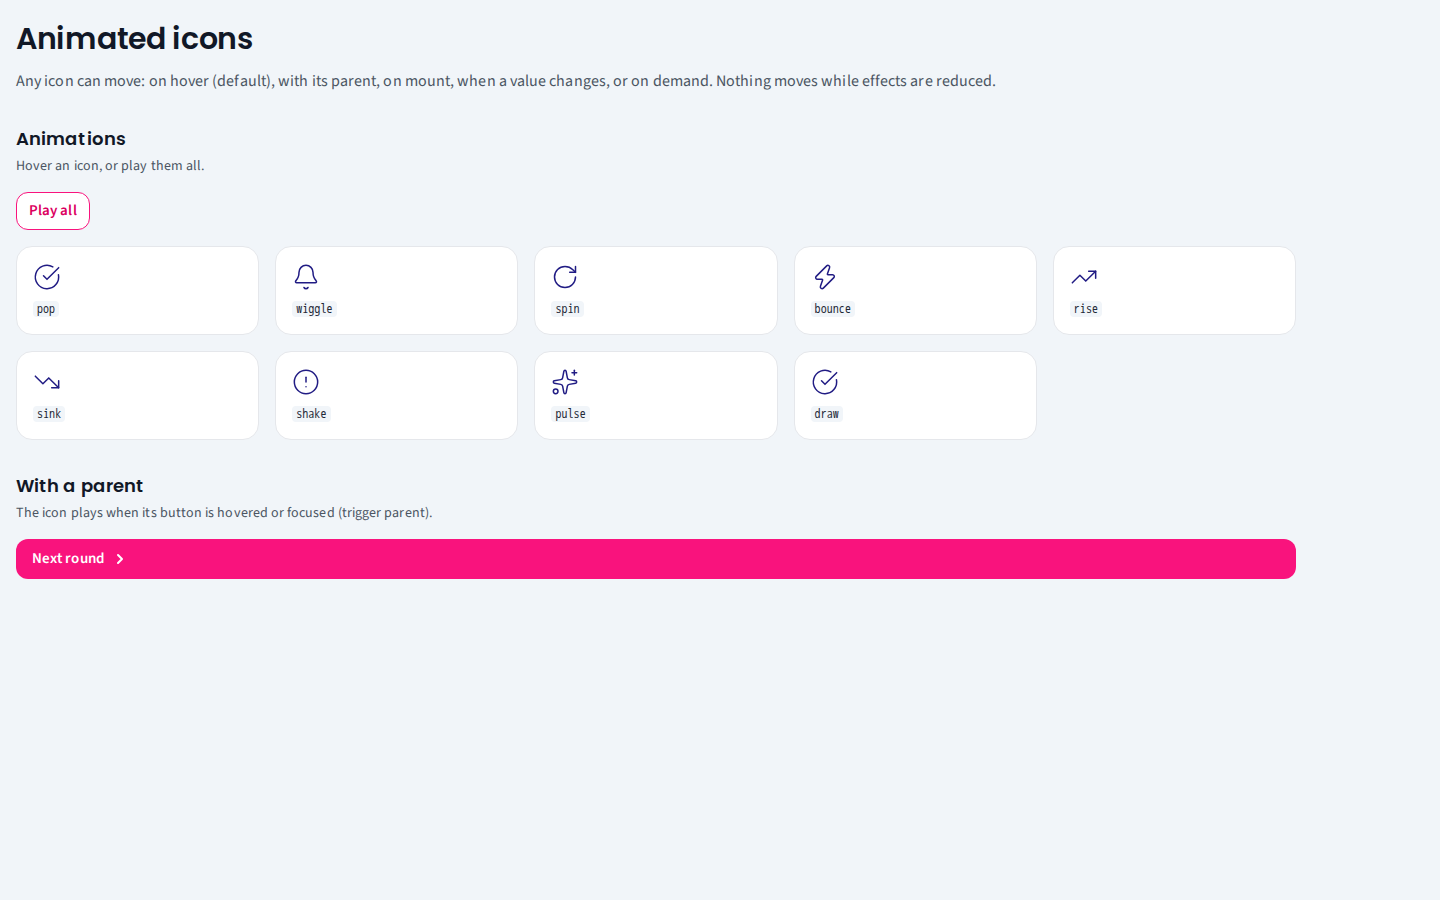 Animated icons
Any icon can move: on hover (default), with its parent, on mount, when a value changes, or on demand. Nothing moves while effects are reduced.
Animations
Hover an icon, or play them all.
Play all
pop
wiggle
spin
bounce
rise
sink
shake
pulse
draw
With a parent
The icon plays when its button is hovered or focused (trigger parent).
Next round